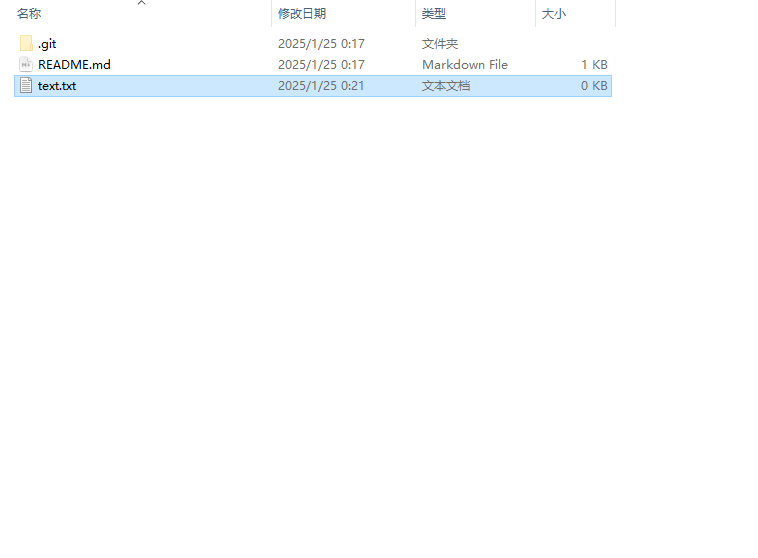 名称 修改日期 类型 大小
.git 2025/1/25 0:17 文件夹
README.md 2025/1/25 0:17 Markdown File 1 KB
text.txt 2025/1/25 0:21 文本文档 0 KB